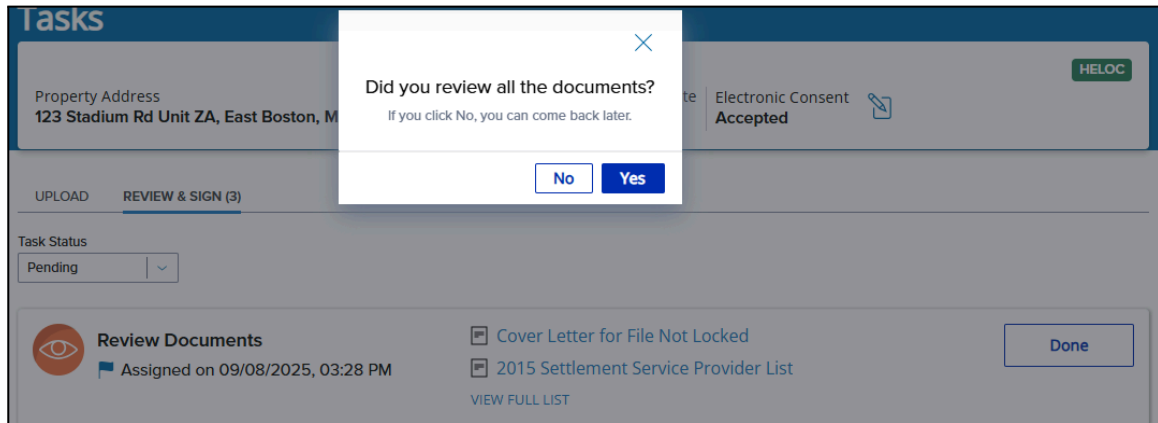 Tasks
Did you review all the documents?
If you click No, you can come back later.
No
Yes
HELOC
Property Address
123 Stadium Rd Unit ZA, East Boston, M
te
Electronic Consent
Accepted
UPLOAD
REVIEW & SIGN (3)
Task Status
Pending
Review Documents
Assigned on 09/08/2025, 03:28 PM
Cover Letter for File Not Locked
2015 Settlement Service Provider List
VIEW FULL LIST
Done